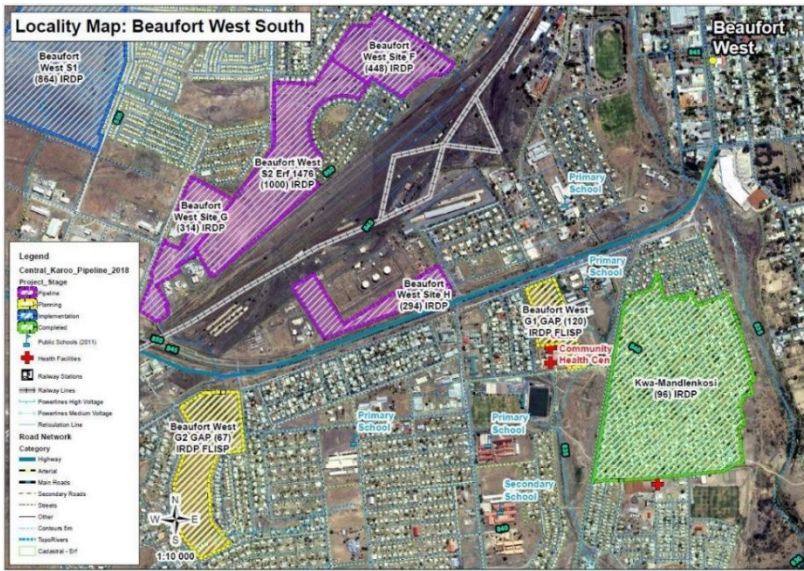 Locality Map: Beaufort West South
Beaufort
West S1
(864) IRDP
Beaufort
West Site F
(448) IRDP
Beaufort
West
845
Beaufort West
S2 Erf 1476
(1000) IRDP
Primary
School
Beaufort
West Site G
(314) IRDP
Beaufort
West Site H
(294) IRDP
Primary
School
Beaufort West
G1 GAP (120)
IRDP FLISP
Community
Health Cen
Kwa-Mandlenkosi
(96) IRDP
Beaufort West
G2 GAP (67)
IRDP FLISP
Primary
School
Primary
School
Secondary
School
850
845
840
Legend
Central_Karoo_Pipeline_2018
Project_Stage
Pipeline
Planning
Implementation
Completed
Public Schools (2011)
Health Facilities
Railway Stations
Railway Lines
Powerlines High Voltage
Powerlines Medium Voltage
Reticulation Line
Road Network
Category
Highway
Arterial
Main Roads
Secondary Roads
Streets
Other
Contours 5m
TopoRivers
Cadastral - Erf
N
W E
S
1:10 000